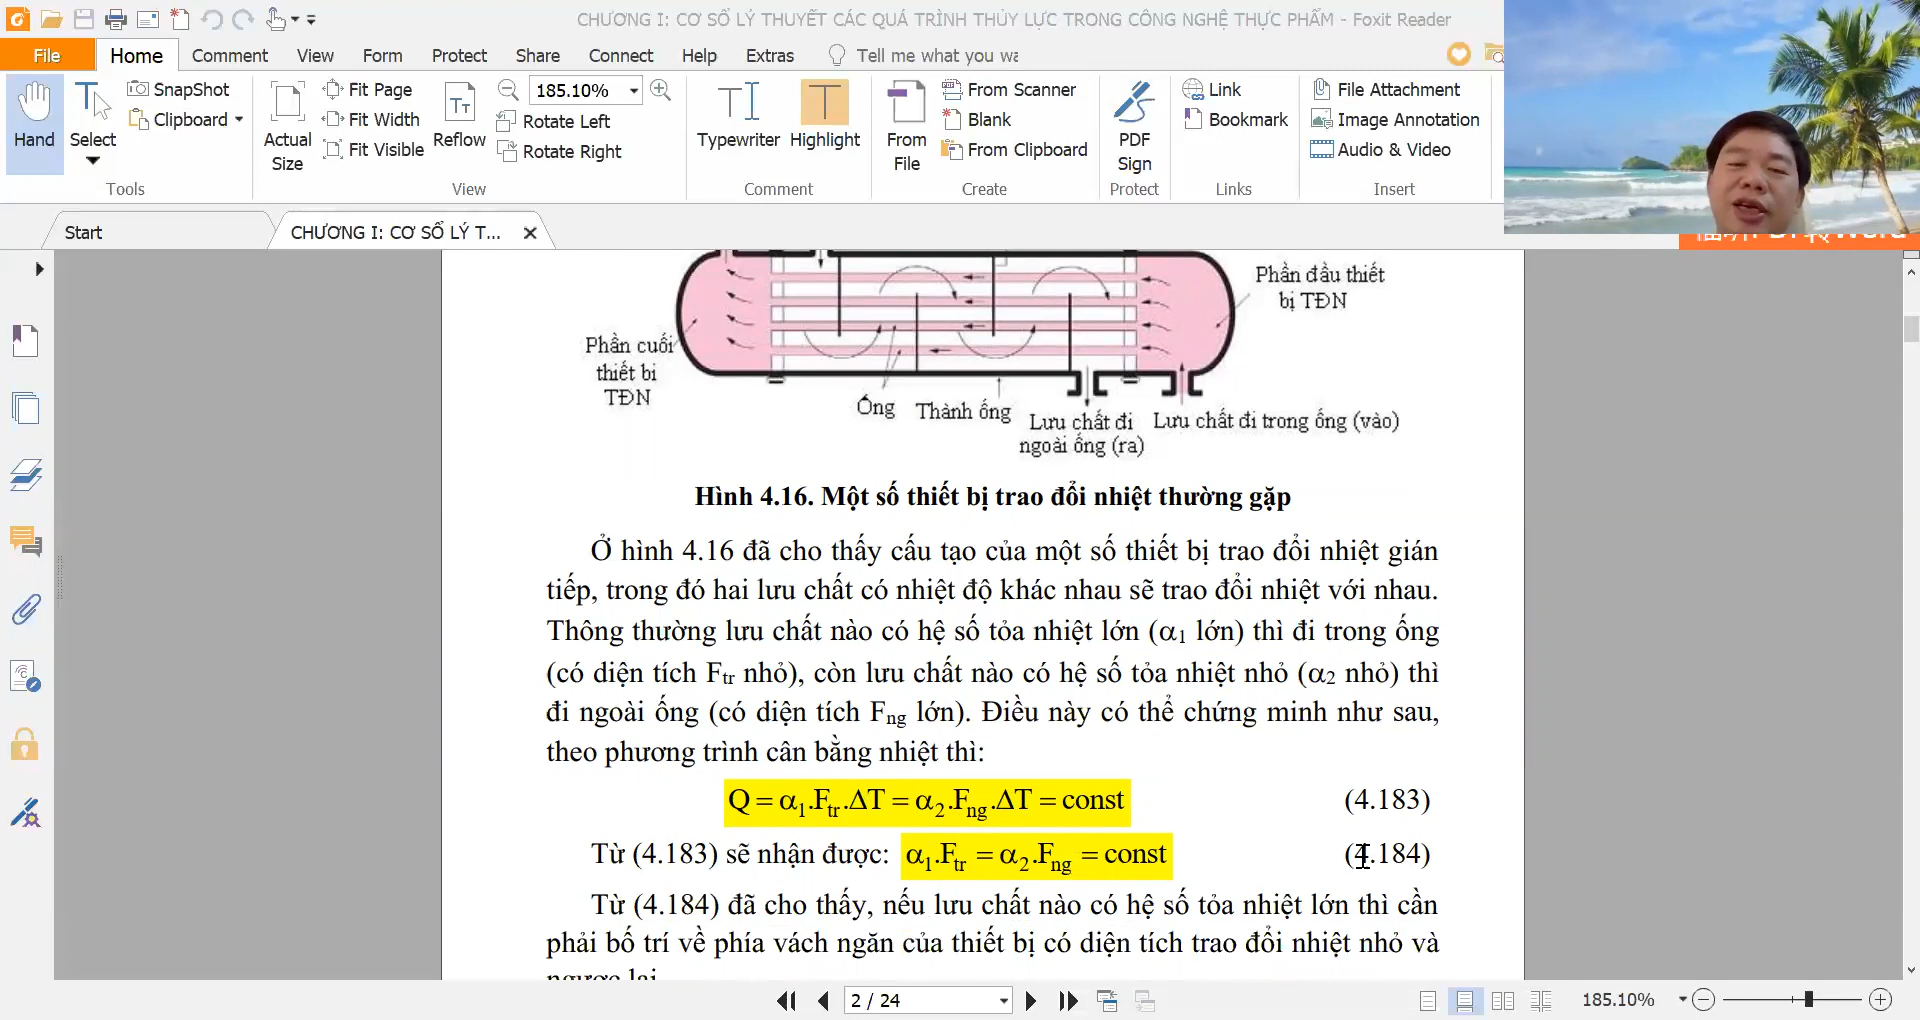 CHƯƠNG I: CƠ SỔ LÝ THUYẾT CÁC QUÁ TRÌNH THỦY LỰC TRONG CÔNG NGHỆ THỰC PHẨM - Foxit Reader
File Home Comment View Form Protect Share Connect Help Extras Tell me what you wa
Hand Select SnapShot Clipboard
Tools
Actual Size Fit Page Fit Width Fit Visible Reflow 185.10% Rotate Left Rotate Right
View
Typewriter Highlight
Comment
From File From Scanner Blank From Clipboard
Create
PDF Sign
Protect
Link Bookmark
Links
File Attachment Image Annotation Audio & Video
Insert
Start CHƯƠNG I: CƠ SỔ LÝ T...
Phần đầu thiết
bị TĐN
Phần cuối
thiết bi
TĐN
Ống Thành ống Lưu chất đi Lưu chất đi trong ống (vào)
ngoài ống (ra)
Hình 4.16. Một số thiết bị trao đổi nhiệt thường gặp
Ở hình 4.16 đã cho thấy cấu tạo của một số thiết bị trao đổi nhiệt gián
tiếp, trong đó hai lưu chất có nhiệt độ khác nhau sẽ trao đổi nhiệt với nhau.
Thông thường lưu chất nào có hệ số tỏa nhiệt lớn (α1 lớn) thì đi trong ống
(có diện tích Ftr nhỏ), còn lưu chất nào có hệ số tỏa nhiệt nhỏ (α2 nhỏ) thì
đi ngoài ống (có diện tích Fng lớn). Điều này có thể chứng minh như sau,
theo phương trình cân bằng nhiệt thì:
Q = α1.Ftr.ΔT = α2.Fng.ΔT = const (4.183)
Từ (4.183) sẽ nhận được: α1.Ftr = α2.Fng = const (4.184)
Từ (4.184) đã cho thấy, nếu lưu chất nào có hệ số tỏa nhiệt lớn thì cần
phải bố trí về phía vách ngăn của thiết bị có diện tích trao đổi nhiệt nhỏ và
ngược lại
2 / 24 185.10%